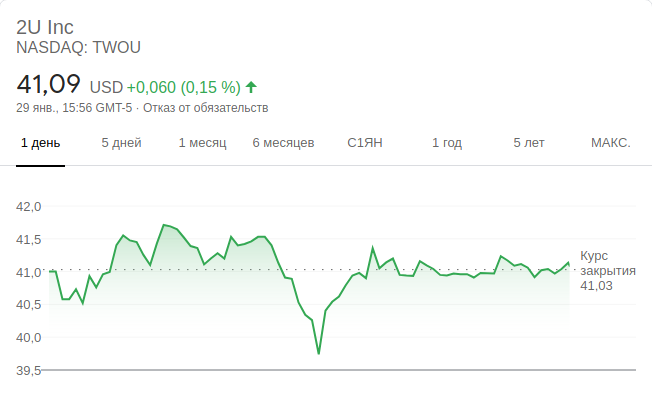 2U Inc
NASDAQ: TWOU
41,09 USD +0,060 (0,15 %)
29 янв., 15:56 GMT-5 · Отказ от обязательств
1 день 5 дней 1 месяц 6 месяцев С1ЯН 1 год 5 лет МАКС.
42,0
41,5
41,0
40,5
40,0
39,5
Курс
закрытия
41,03